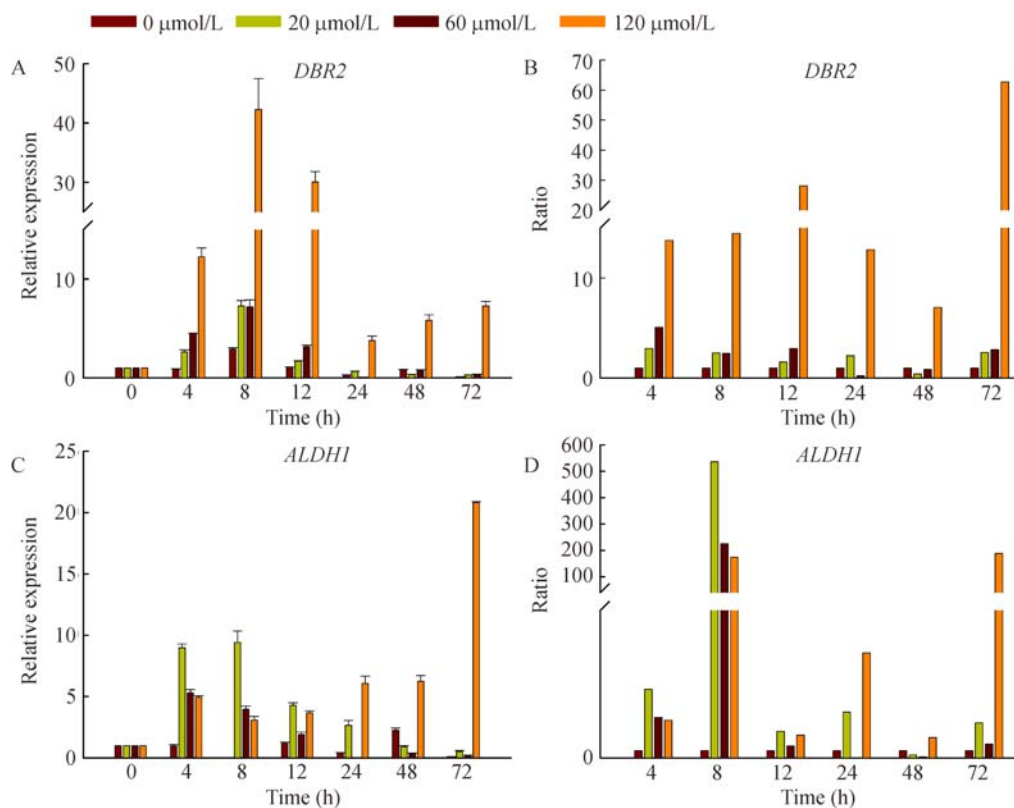 0 μmol/L 20 μmol/L 60 μmol/L 120 μmol/L
A DBR2
50
40
30
10
0
Relative expression
0 4 8 12 24 48 72
Time (h)
B DBR2
70
60
50
40
30
20
10
0
Ratio
4 8 12 24 48 72
Time (h)
C ALDH1
25
20
15
10
5
0
Relative expression
0 4 8 12 24 48 72
Time (h)
D ALDH1
600
500
400
300
200
100
0
Ratio
4 8 12 24 48 72
Time (h)